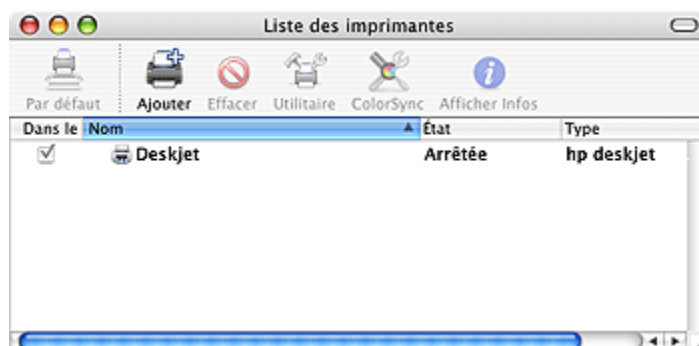 Liste des imprimantes
Par défaut Ajouter Effacer Utilitaire ColorSync Afficher Infos
Dans le Nom État Type
Deskjet Arrêtée hp deskjet